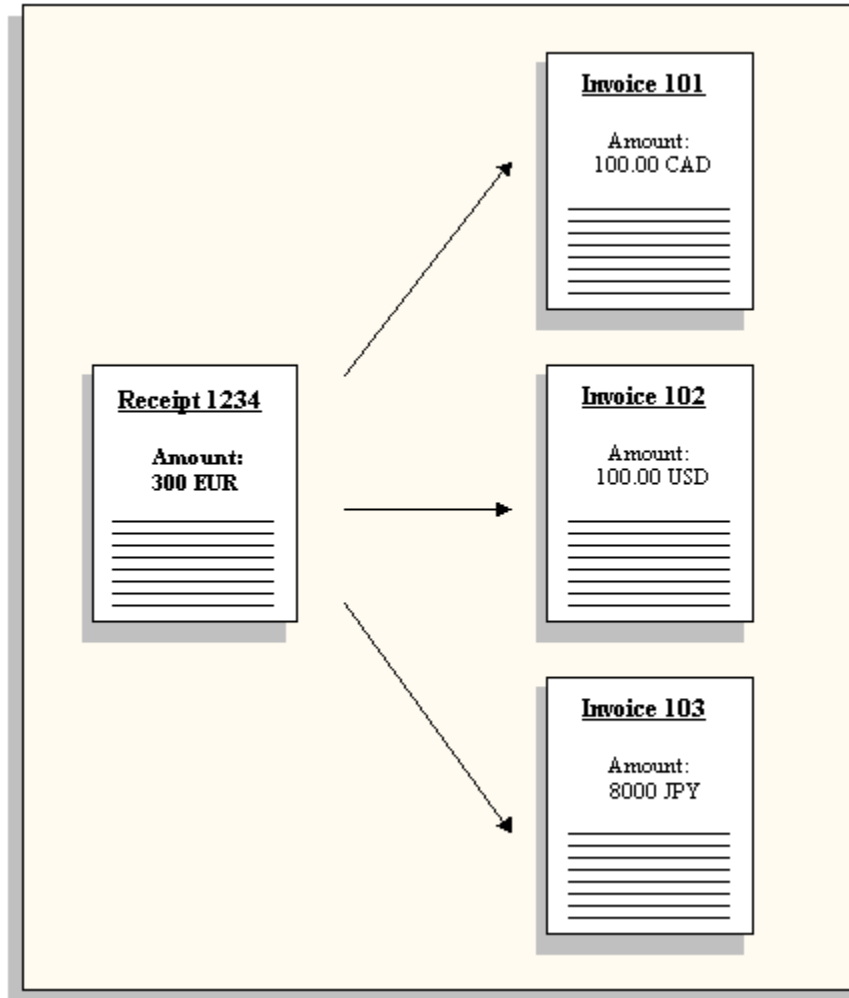 Invoice 101
Amount:
100.00 CAD
Receipt 1234
Amount:
300 EUR
Invoice 102
Amount:
100.00 USD
Invoice 103
Amount:
8000 JPY